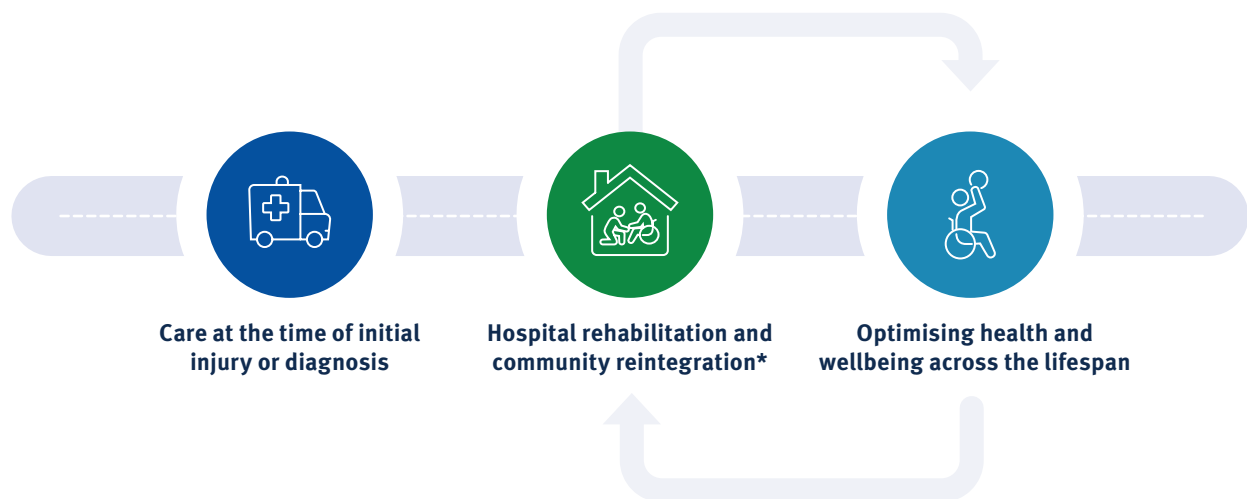 Care at the time of initial
injury or diagnosis
Hospital rehabilitation and
community reintegration*
Optimising health and
wellbeing across the lifespan